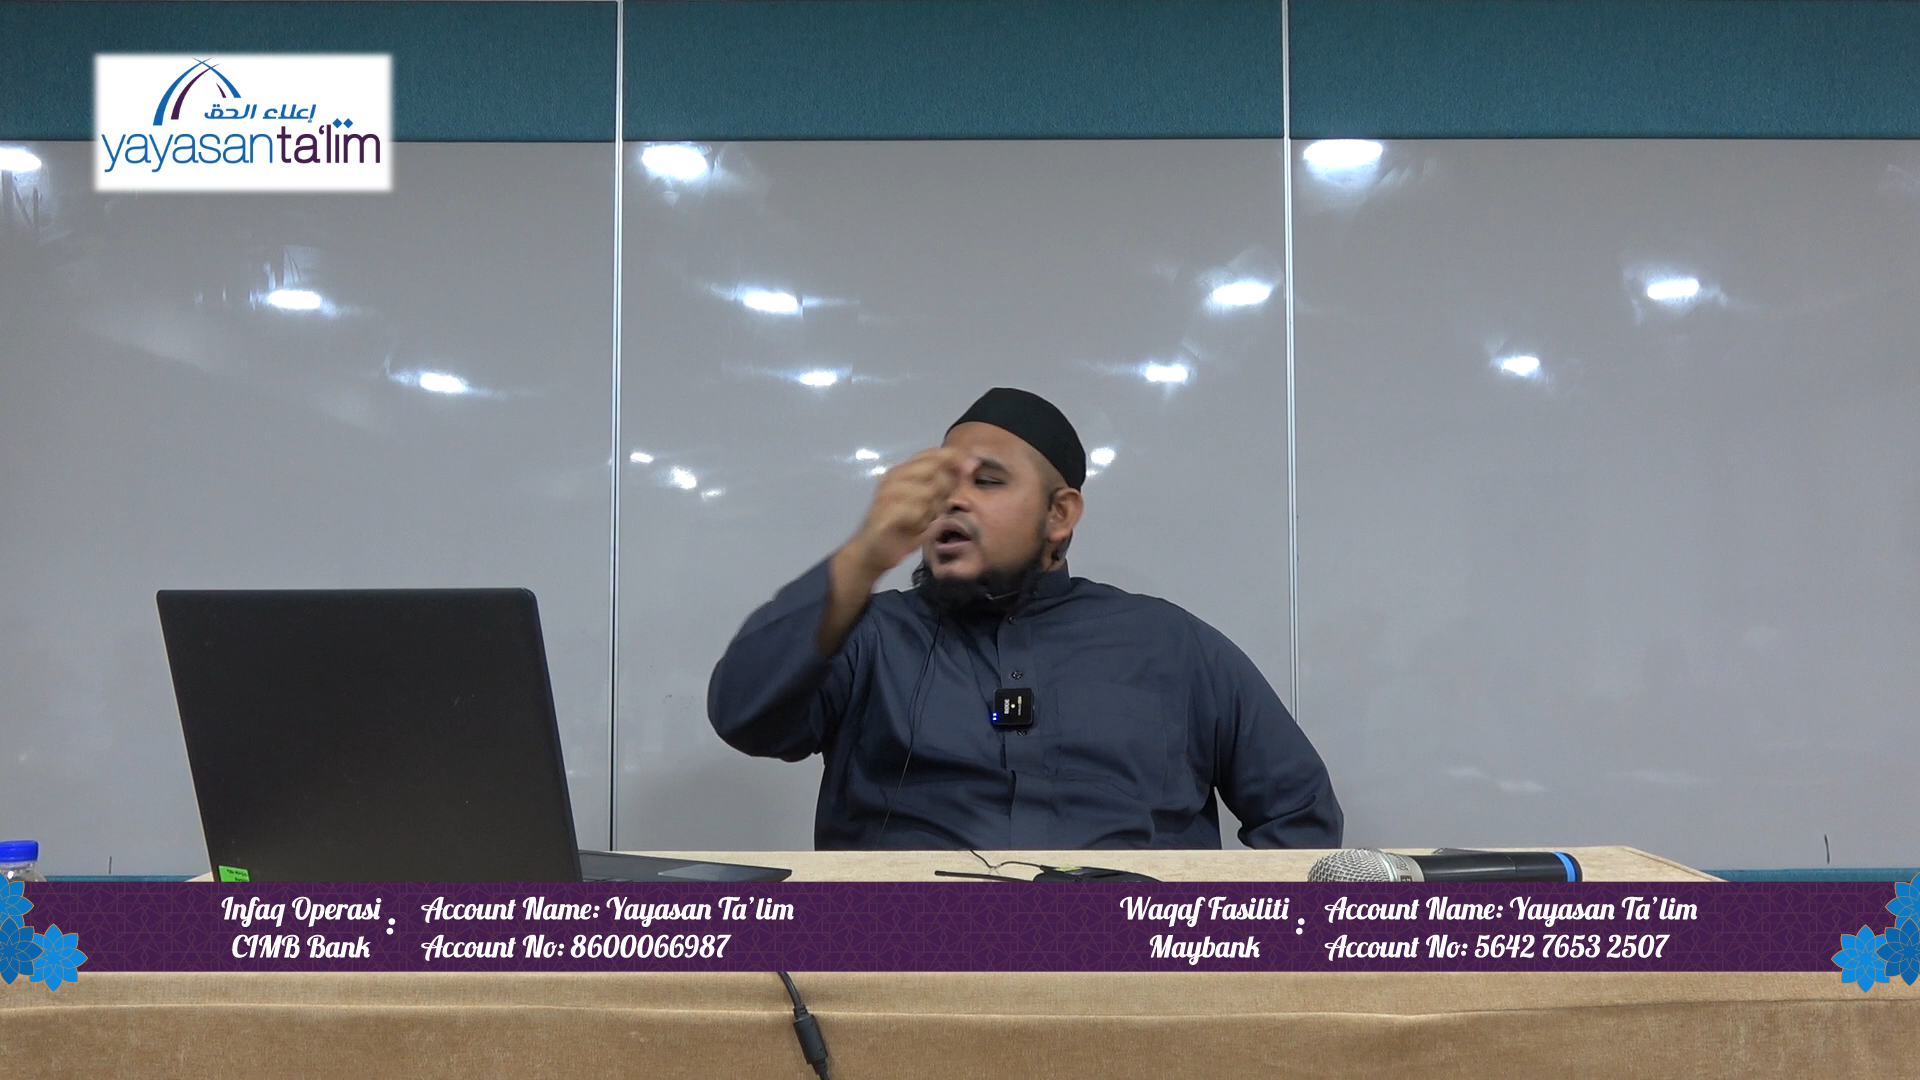 إعلاء الحق
yayasanta'lim
Infaq Operasi
CIMB Bank
:
Account Name: Yayasan Ta'lim
Account No: 8600066987
Waqaf Fasiliti
Maybank
:
Account Name: Yayasan Ta'lim
Account No: 5642 7653 2507
RODE